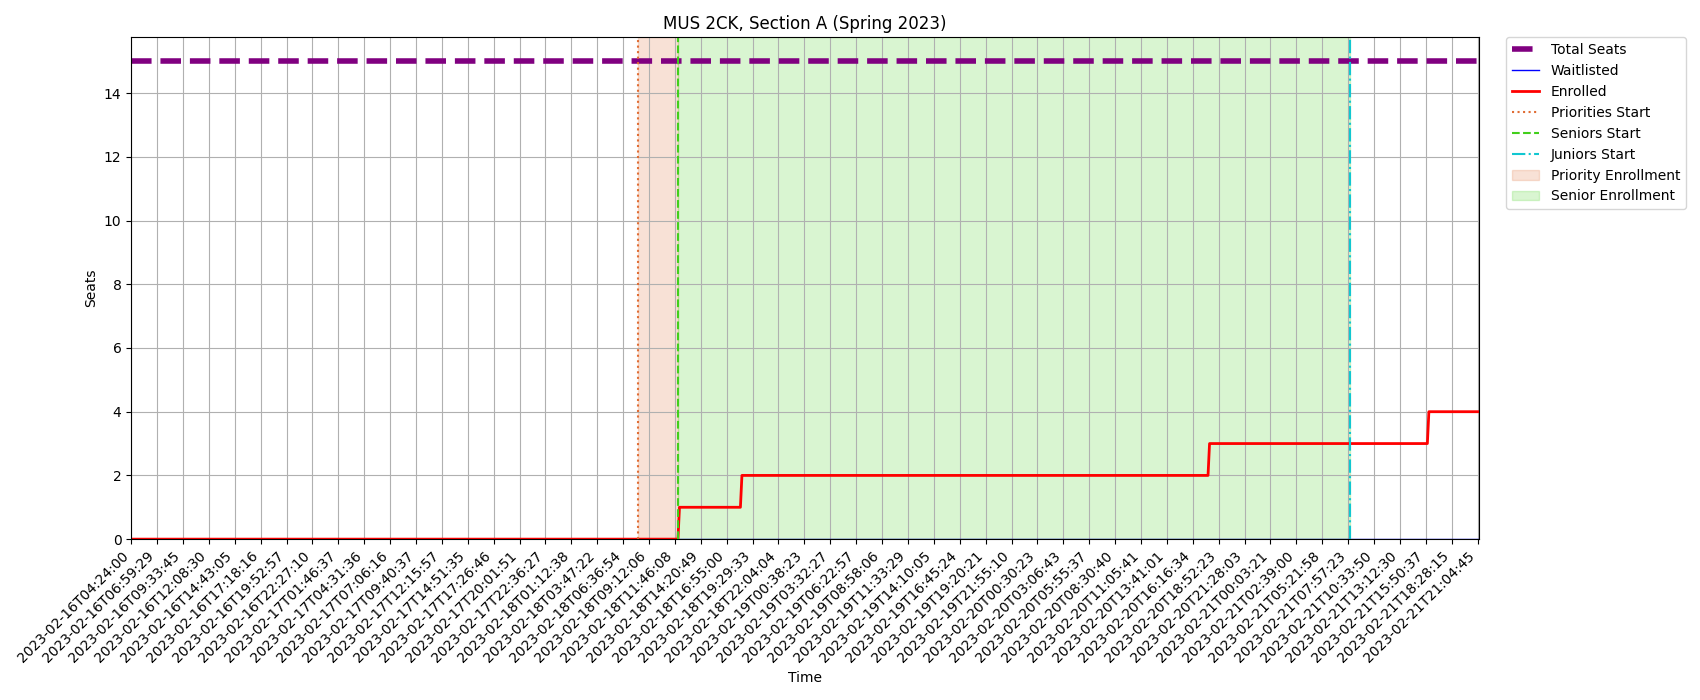 MUS 2CK, Section A (Spring 2023)
Total Seats
Waitlisted
Enrolled
Priorities Start
Seniors Start
Juniors Start
Priority Enrollment
Senior Enrollment
Seats
14
12
10
8
6
4
2
0
2023-02-16T04:24:00
2023-02-16T06:59:29
2023-02-16T09:33:45
2023-02-16T12:08:30
2023-02-16T14:43:05
2023-02-16T17:18:16
2023-02-16T19:52:57
2023-02-16T22:27:10
2023-02-17T01:46:37
2023-02-17T04:31:36
2023-02-17T07:06:16
2023-02-17T09:40:37
2023-02-17T12:15:57
2023-02-17T14:51:35
2023-02-17T17:26:46
2023-02-17T20:01:51
2023-02-17T22:36:27
2023-02-18T01:12:38
2023-02-18T03:47:22
2023-02-18T06:36:54
2023-02-18T09:12:06
2023-02-18T11:46:08
2023-02-18T14:20:49
2023-02-18T16:55:00
2023-02-18T19:29:33
2023-02-18T22:04:04
2023-02-19T00:38:23
2023-02-19T03:32:27
2023-02-19T06:22:57
2023-02-19T08:58:06
2023-02-19T11:33:29
2023-02-19T14:10:05
2023-02-19T16:45:24
2023-02-19T19:20:21
2023-02-19T21:55:10
2023-02-20T00:30:23
2023-02-20T03:06:43
2023-02-20T05:55:37
2023-02-20T08:30:40
2023-02-20T11:05:41
2023-02-20T13:41:01
2023-02-20T16:16:34
2023-02-20T18:52:23
2023-02-20T21:28:03
2023-02-21T00:03:21
2023-02-21T02:39:00
2023-02-21T05:21:58
2023-02-21T07:57:23
2023-02-21T10:33:50
2023-02-21T13:12:30
2023-02-21T15:50:37
2023-02-21T18:28:15
2023-02-21T21:04:45
Time